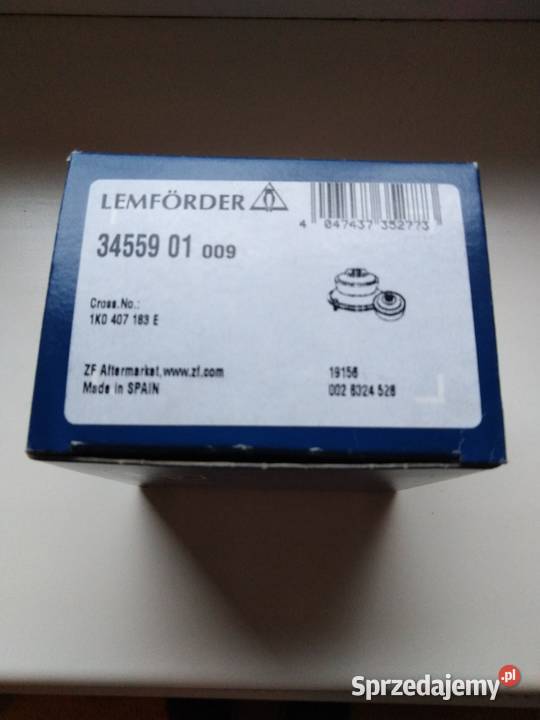 LEMFÖRDER
4 047437 352773
34559 01 009
Cross.No.:
1K0 407 183 E
ZF Aftermarket,www.zf.com
Made in SPAIN
19156
002 6324 526
Sprzedajemy.pl